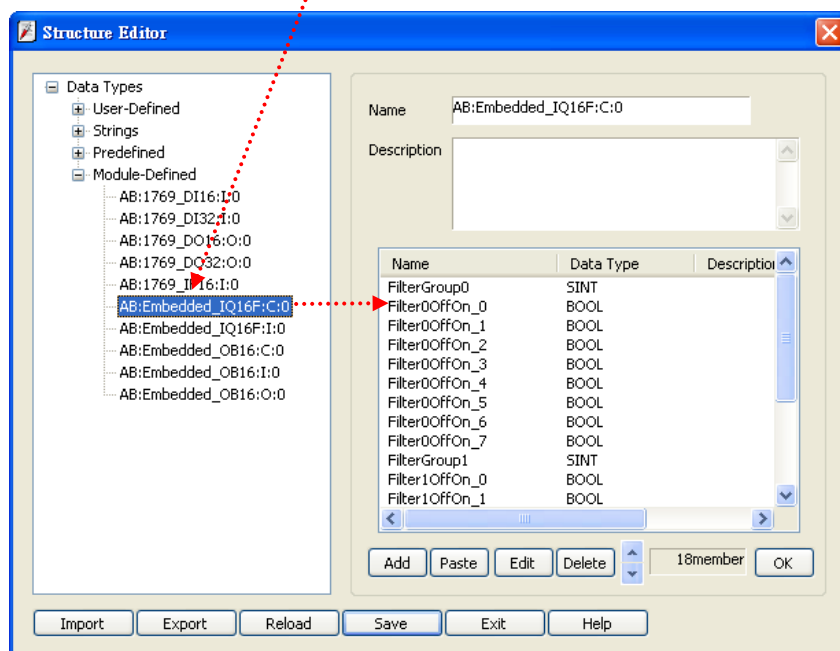 Structure Editor
Data Types
User-Defined
Strings
Predefined
Module-Defined
AB:1769_DI16:I:0
AB:1769_DI32:I:0
AB:1769_DO16:O:0
AB:1769_DO32:O:0
AB:Embedded_IQ16F:C:0
AB:Embedded_IQ16F:I:0
AB:Embedded_OB16:C:0
AB:Embedded_OB16:I:0
AB:Embedded_OB16:O:0
Name AB:Embedded_IQ16F:C:0
Description
Name Data Type
FilterGroup0 SINT
Filter0OffOn_0 BOOL
Filter0OffOn_1 BOOL
Filter0OffOn_2 BOOL
Filter0OffOn_3 BOOL
Filter0OffOn_4 BOOL
Filter0OffOn_5 BOOL
Filter0OffOn_6 BOOL
Filter0OffOn_7 BOOL
FilterGroup1 SINT
Filter1OffOn_0 BOOL
Filter1OffOn_1 BOOL
Add Paste Edit Delete 18member OK
Import Export Reload Save Exit Help